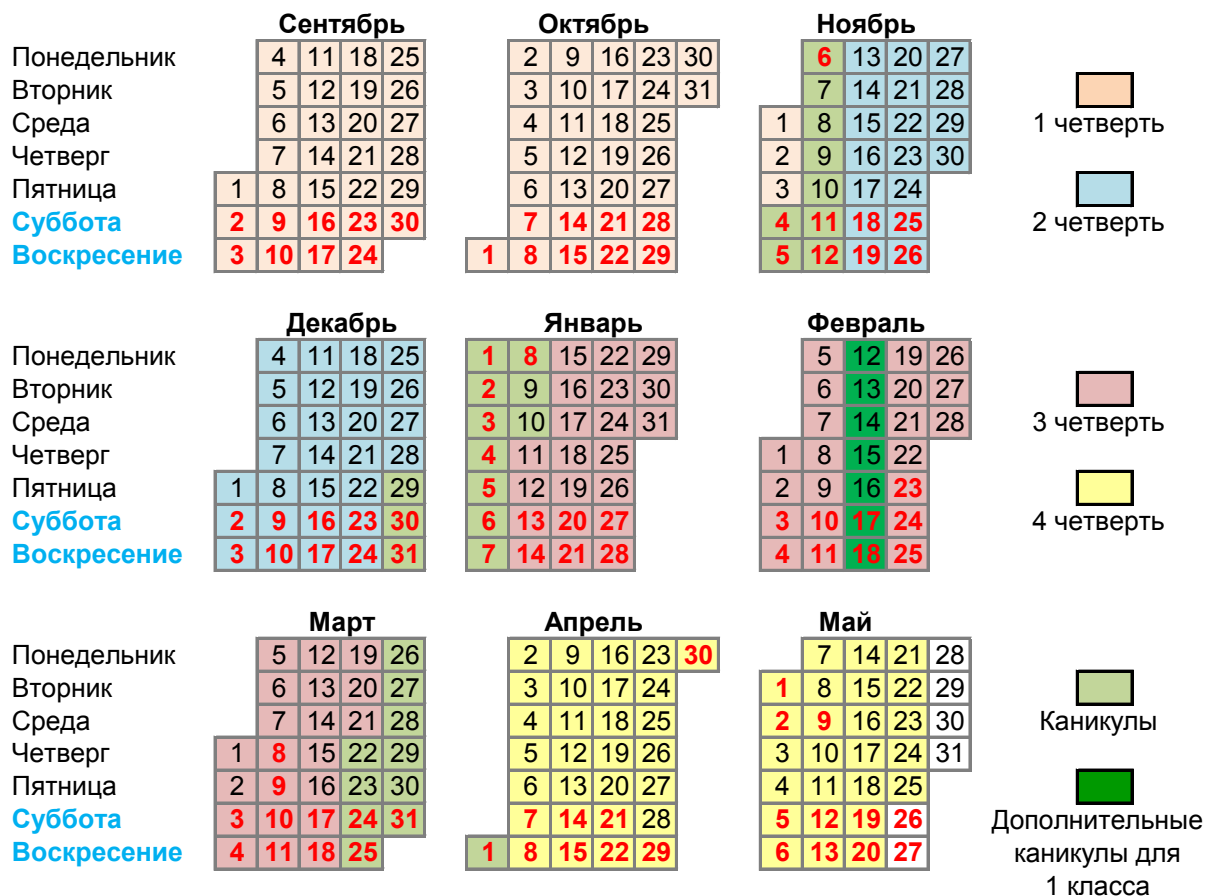 Сентябрь Октябрь Ноябрь
Понедельник 4 11 18 25 2 9 16 23 30 6 13 20 27
Вторник 5 12 19 26 3 10 17 24 31 7 14 21 28
Среда 6 13 20 27 4 11 18 25 1 8 15 22 29 1 четверть
Четверг 7 14 21 28 5 12 19 26 2 9 16 23 30
Пятница 1 8 15 22 29 6 13 20 27 3 10 17 24
Суббота 2 9 16 23 30 7 14 21 28 4 11 18 25 2 четверть
Воскресение 3 10 17 24 1 8 15 22 29 5 12 19 26
Декабрь Январь Февраль
Понедельник 4 11 18 25 1 8 15 22 29 5 12 19 26
Вторник 5 12 19 26 2 9 16 23 30 6 13 20 27
Среда 6 13 20 27 3 10 17 24 31 7 14 21 28 3 четверть
Четверг 7 14 21 28 4 11 18 25 1 8 15 22
Пятница 1 8 15 22 29 5 12 19 26 2 9 16 23
Суббота 2 9 16 23 30 6 13 20 27 3 10 17 24 4 четверть
Воскресение 3 10 17 24 31 7 14 21 28 4 11 18 25
Март Апрель Май
Понедельник 5 12 19 26 2 9 16 23 30 7 14 21 28
Вторник 6 13 20 27 3 10 17 24 1 8 15 22 29
Среда 7 14 21 28 4 11 18 25 2 9 16 23 30 Каникулы
Четверг 1 8 15 22 29 5 12 19 26 3 10 17 24 31
Пятница 2 9 16 23 30 6 13 20 27 4 11 18 25
Суббота 3 10 17 24 31 7 14 21 28 5 12 19 26 Дополнительные
Воскресение 4 11 18 25 1 8 15 22 29 6 13 20 27 каникулы для
1 класса